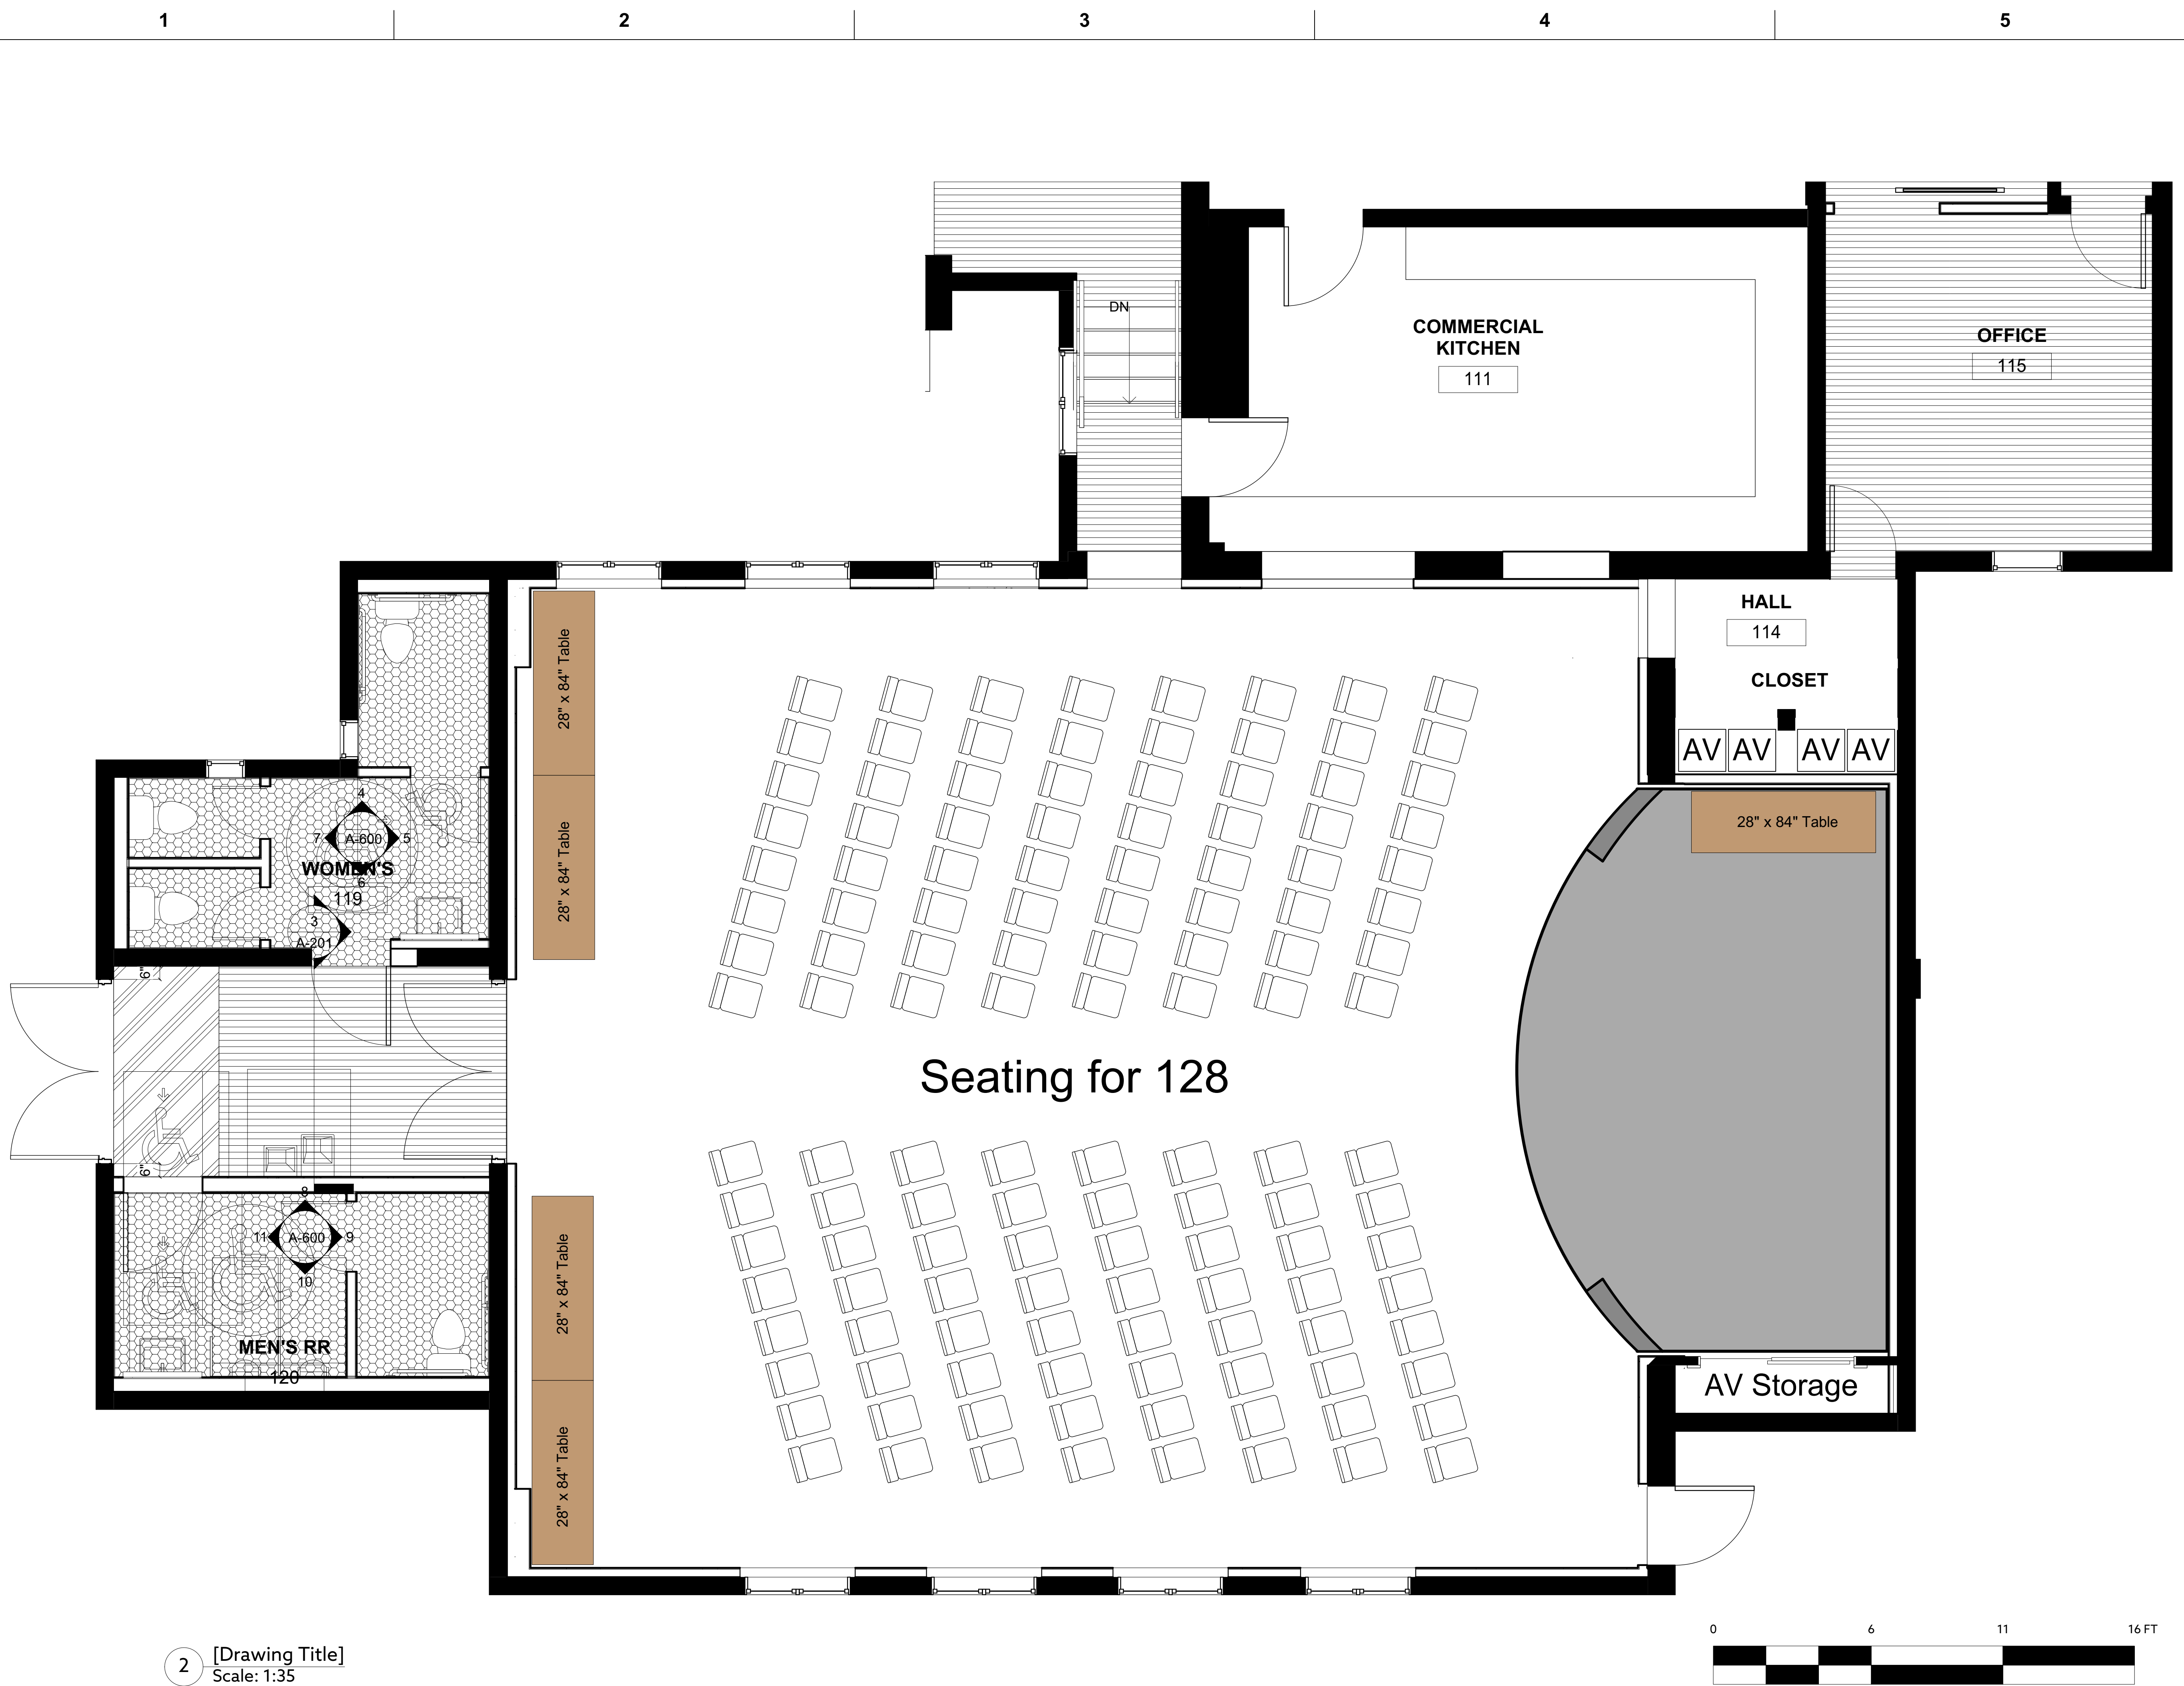 1 2 3 4 5
DN
COMMERCIAL
KITCHEN
111
OFFICE
115
HALL
114
CLOSET
AV AV AV AV
28" x 84" Table
28" x 84" Table
28" x 84" Table
4
7 A-600 5
6
WOMEN'S
119
3
A-201
6"
Seating for 128
6"
8
11 A-600 9
10
MEN'S RR
120
28" x 84" Table
28" x 84" Table
AV Storage
2 [Drawing Title]
Scale: 1:35
0 6 11 16 FT